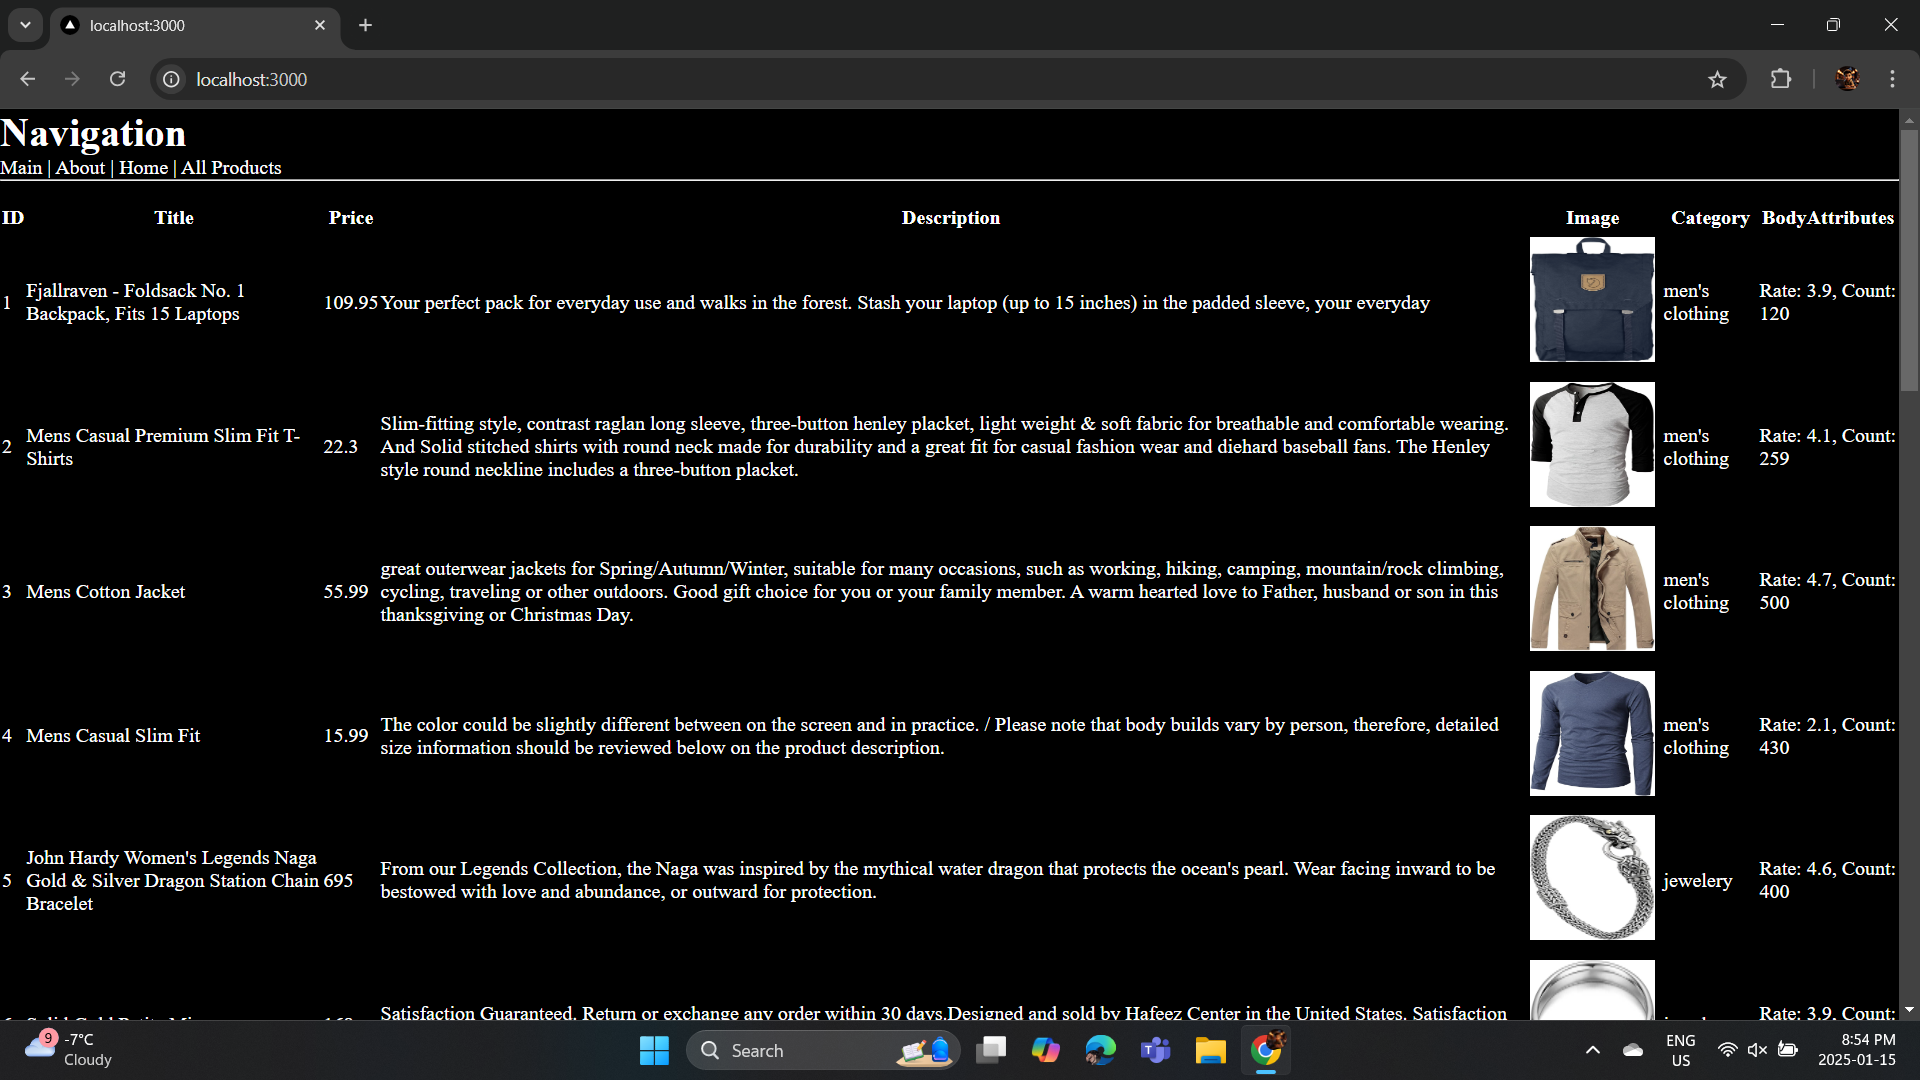 localhost:3000
localhost:3000
Navigation
Main | About | Home | All Products
ID Title Price Description Image Category BodyAttributes
1 Fjallraven - Foldsack No. 1 Backpack, Fits 15 Laptops 109.95 Your perfect pack for everyday use and walks in the forest. Stash your laptop (up to 15 inches) in the padded sleeve, your everyday men's clothing Rate: 3.9, Count: 120
2 Mens Casual Premium Slim Fit T-Shirts 22.3 Slim-fitting style, contrast raglan long sleeve, three-button henley placket, light weight & soft fabric for breathable and comfortable wearing. And Solid stitched shirts with round neck made for durability and a great fit for casual fashion wear and diehard baseball fans. The Henley style round neckline includes a three-button placket. men's clothing Rate: 4.1, Count: 259
3 Mens Cotton Jacket 55.99 great outerwear jackets for Spring/Autumn/Winter, suitable for many occasions, such as working, hiking, camping, mountain/rock climbing, cycling, traveling or other outdoors. Good gift choice for you or your family member. A warm hearted love to Father, husband or son in this thanksgiving or Christmas Day. men's clothing Rate: 4.7, Count: 500
4 Mens Casual Slim Fit 15.99 The color could be slightly different between on the screen and in practice. / Please note that body builds vary by person, therefore, detailed size information should be reviewed below on the product description. men's clothing Rate: 2.1, Count: 430
5 John Hardy Women's Legends Naga Gold & Silver Dragon Station Chain Bracelet 695 From our Legends Collection, the Naga was inspired by the mythical water dragon that protects the ocean's pearl. Wear facing inward to be bestowed with love and abundance, or outward for protection. jewelery Rate: 4.6, Count: 400
Satisfaction Guaranteed. Return or exchange any order within 30 days.Designed and sold by Hafeez Center in the United States. Satisfaction Rate: 3.9, Count:
9
-7°C
Cloudy
Search
ENG
US
8:54 PM
2025-01-15